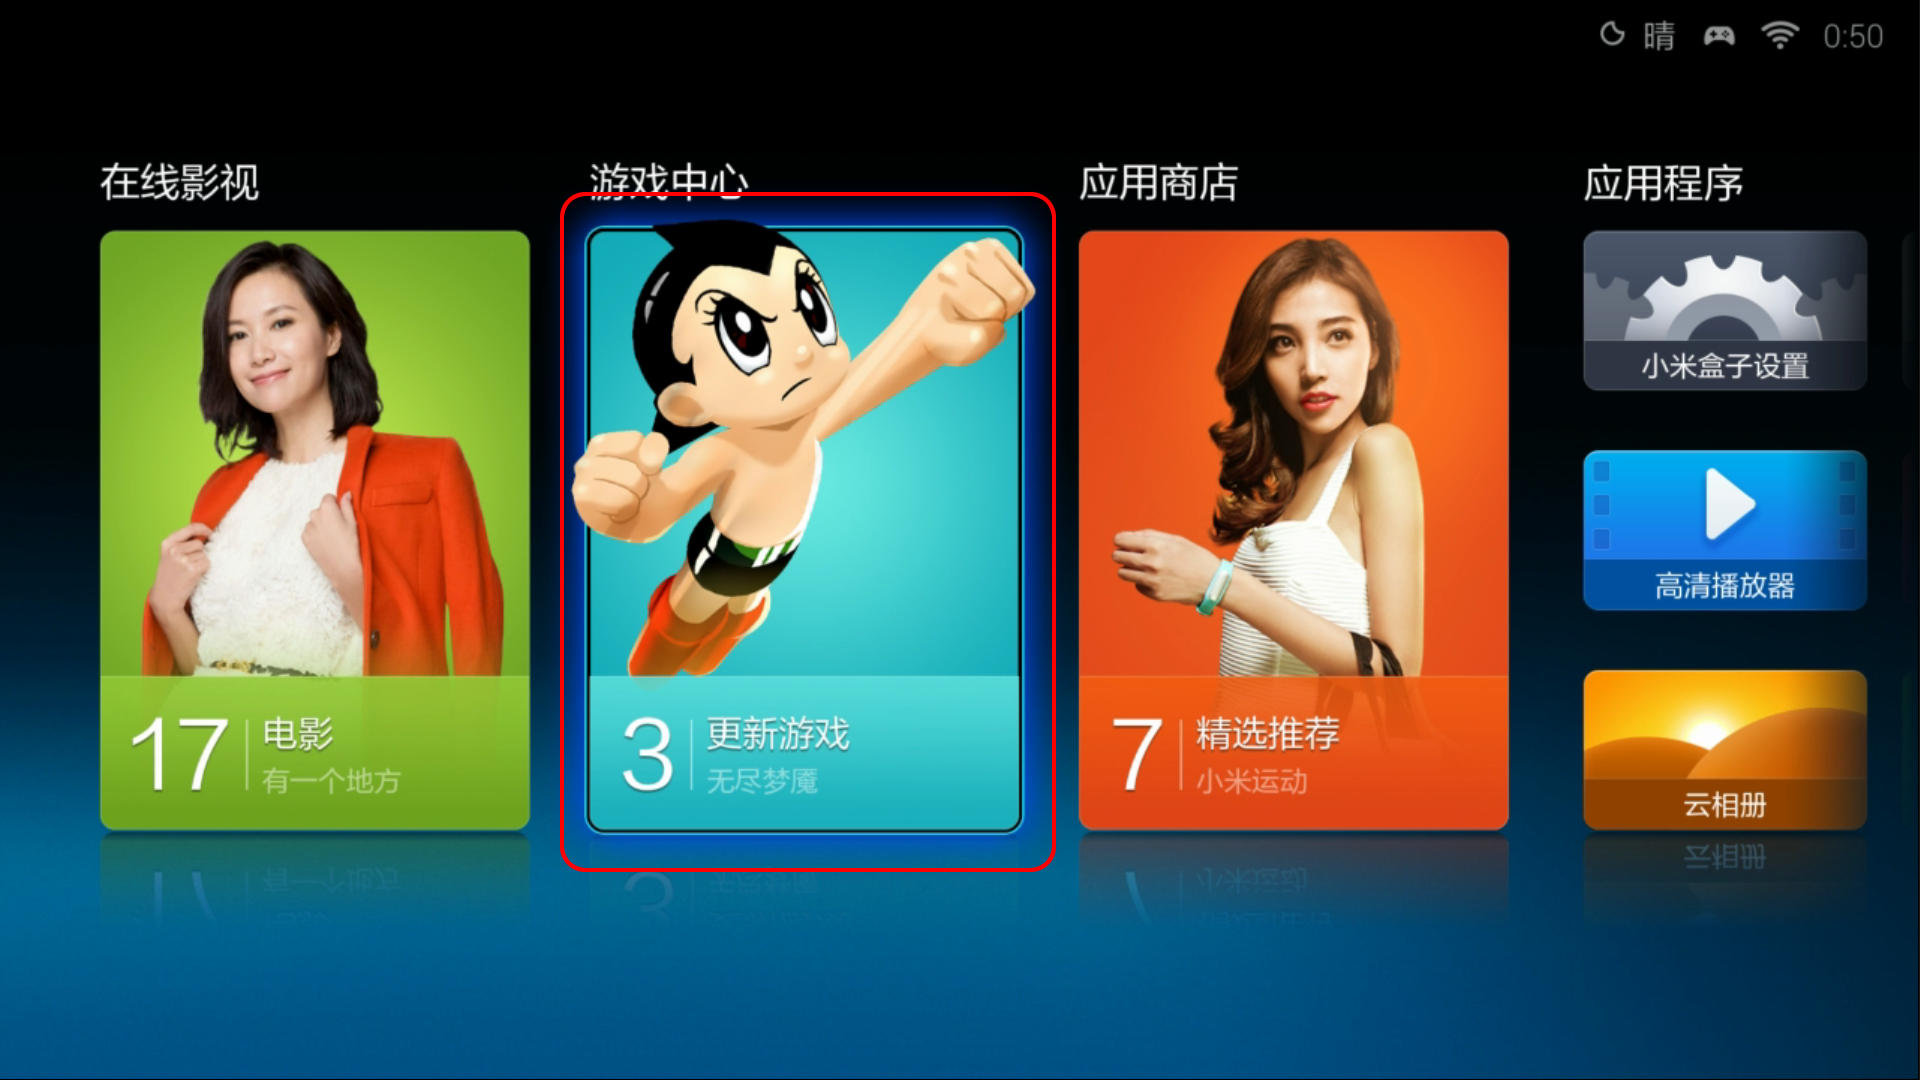 晴 0:50
在线影视
游戏中心
应用商店
应用程序
小米盒子设置
高清播放器
17 电影
有一个地方
3 更新游戏
无尽梦魇
7 精选推荐
小米运动
云相册